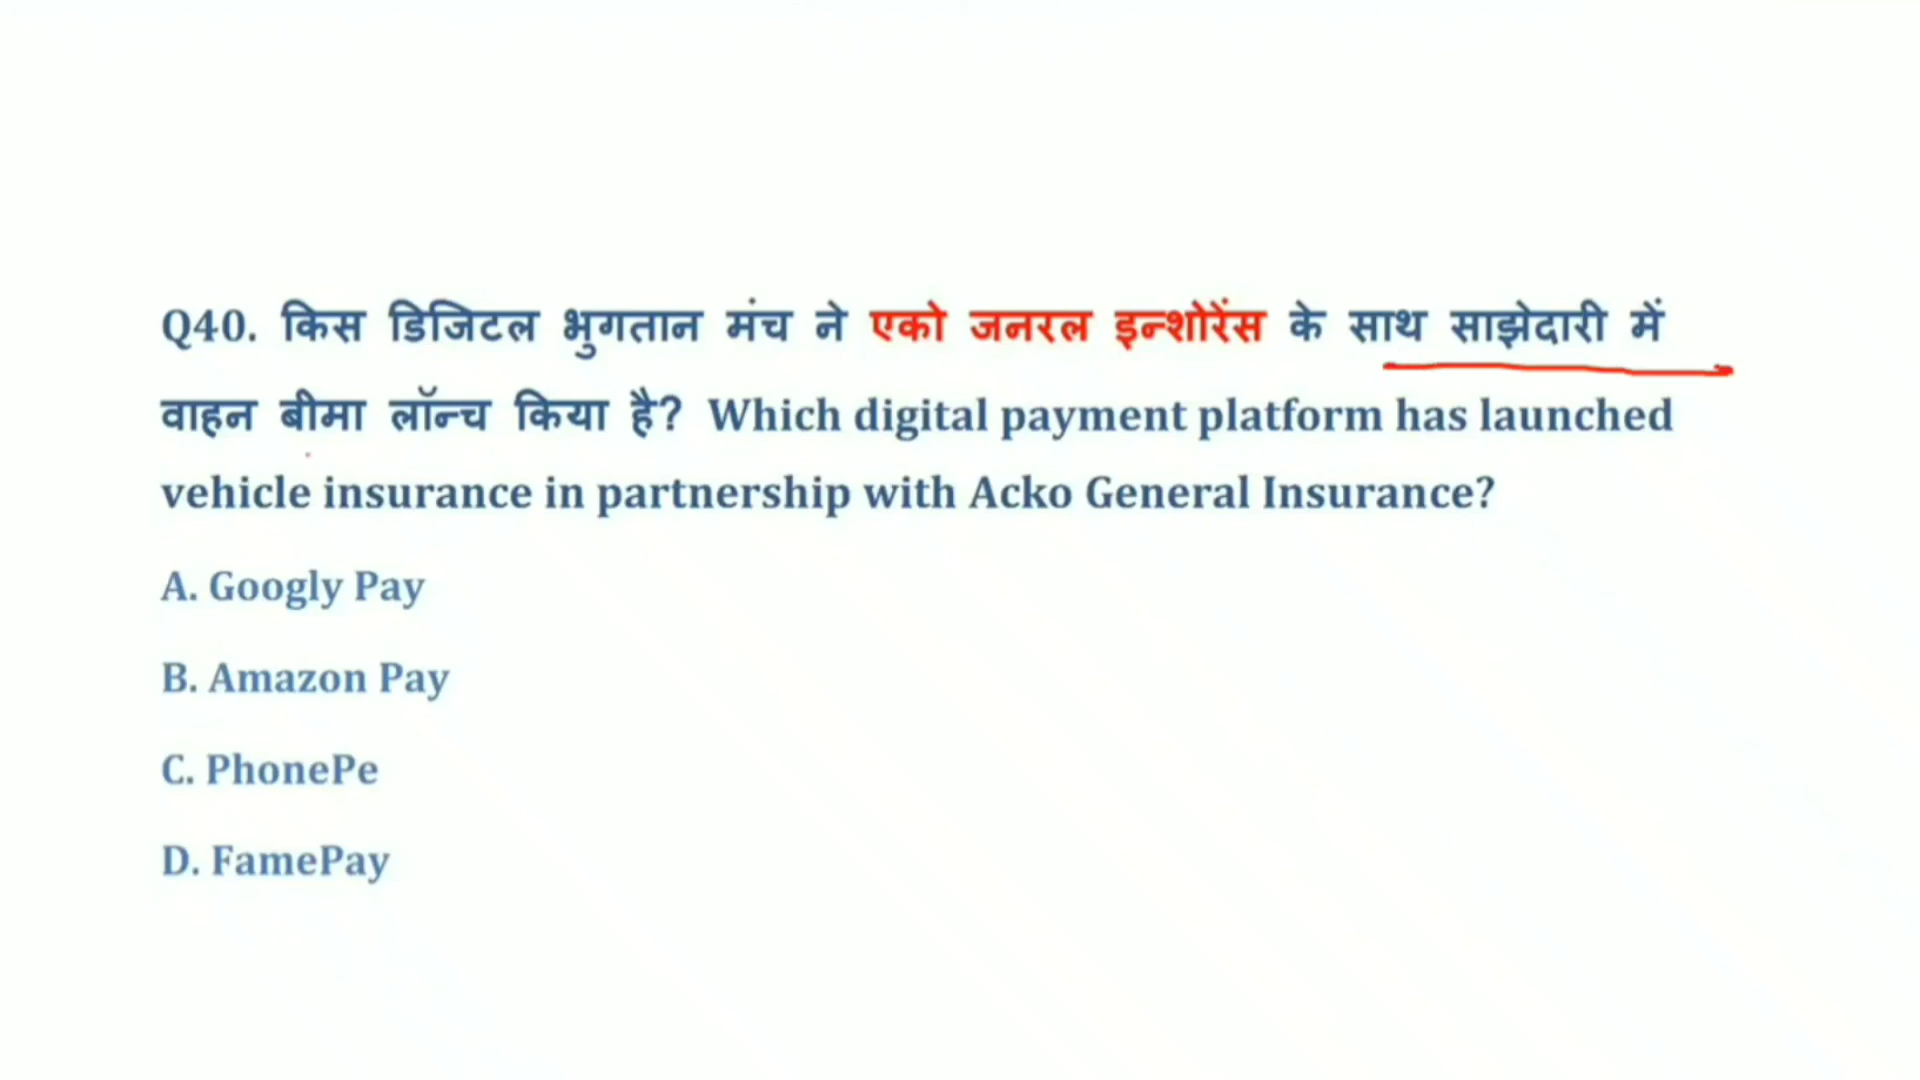 Q40. किस डिजिटल भुगतान मंच ने एको जनरल इन्शोरेंस के साथ साझेदारी में
वाहन बीमा लॉन्च किया है? Which digital payment platform has launched
vehicle insurance in partnership with Acko General Insurance?
A. Googly Pay
B. Amazon Pay
C. PhonePe
D. FamePay